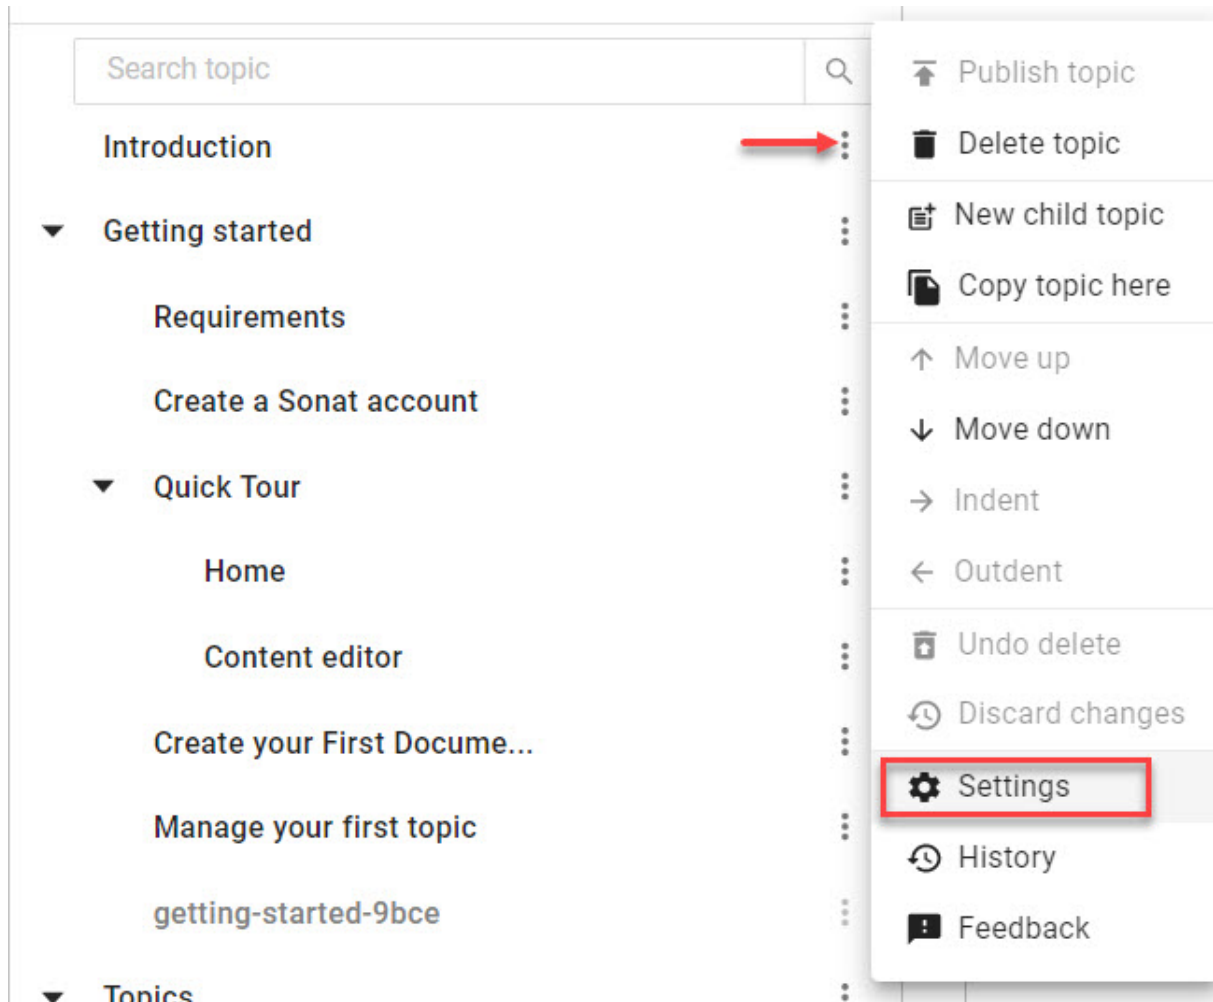 Search topic
Introduction
Getting started
Requirements
Create a Sonat account
Quick Tour
Home
Content editor
Create your First Docume...
Manage your first topic
getting-started-9bce
Topics
Publish topic
Delete topic
New child topic
Copy topic here
Move up
Move down
Indent
Outdent
Undo delete
Discard changes
Settings
History
Feedback